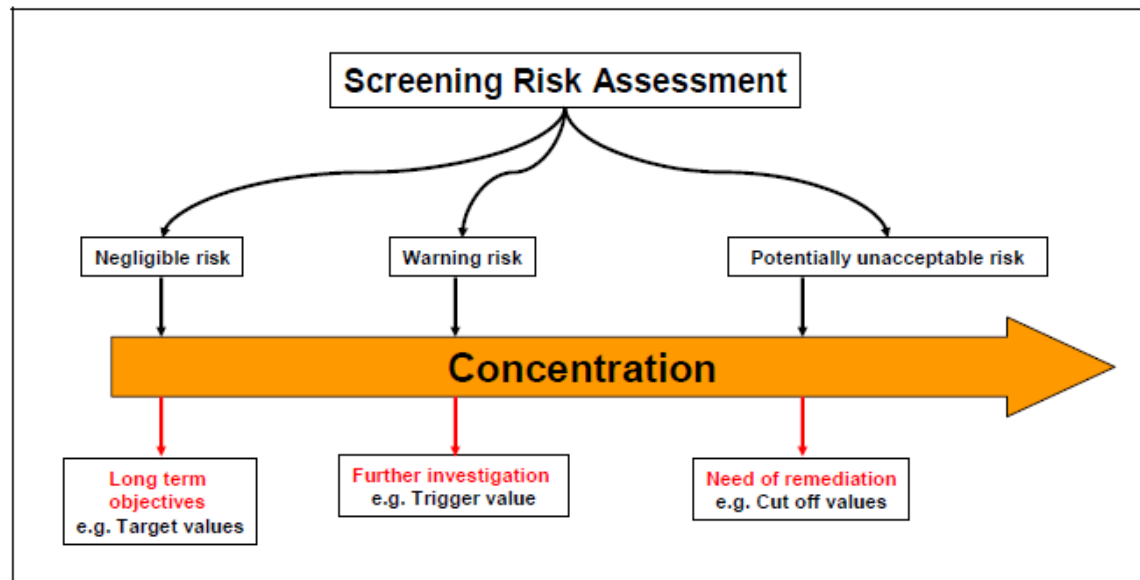 Screening Risk Assessment
Negligible risk
Warning risk
Potentially unacceptable risk
Concentration
Long term
objectives
e.g. Target values
Further investigation
e.g. Trigger value
Need of remediation
e.g. Cut off values